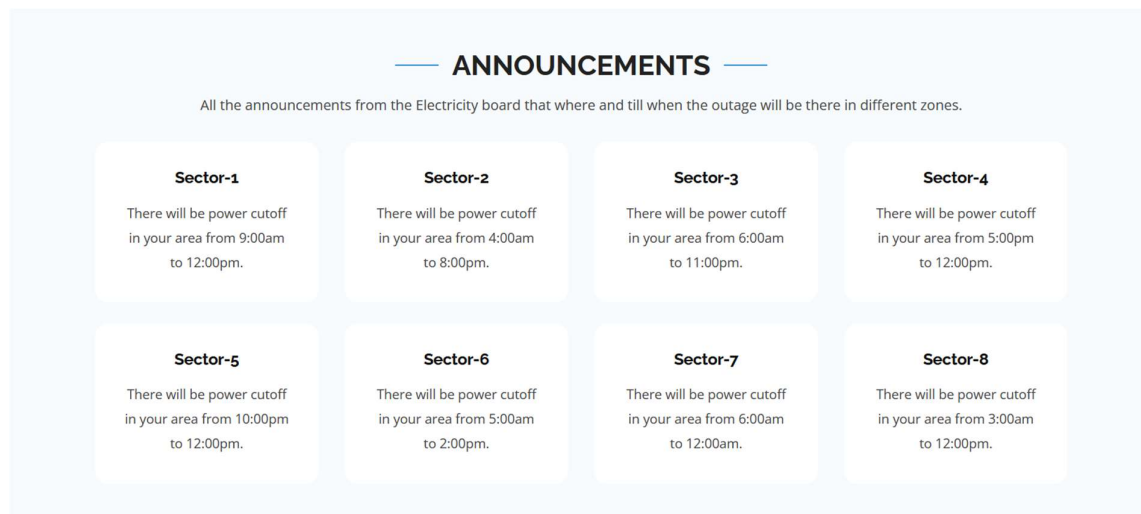 ANNOUNCEMENTS
All the announcements from the Electricity board that where and till when the outage will be there in different zones.
Sector-1
There will be power cutoff
in your area from 9:00am
to 12:00pm.
Sector-2
There will be power cutoff
in your area from 4:00am
to 8:00pm.
Sector-3
There will be power cutoff
in your area from 6:00am
to 11:00pm.
Sector-4
There will be power cutoff
in your area from 5:00pm
to 12:00pm.
Sector-5
There will be power cutoff
in your area from 10:00pm
to 12:00pm.
Sector-6
There will be power cutoff
in your area from 5:00am
to 2:00pm.
Sector-7
There will be power cutoff
in your area from 6:00am
to 12:00am.
Sector-8
There will be power cutoff
in your area from 3:00am
to 12:00pm.